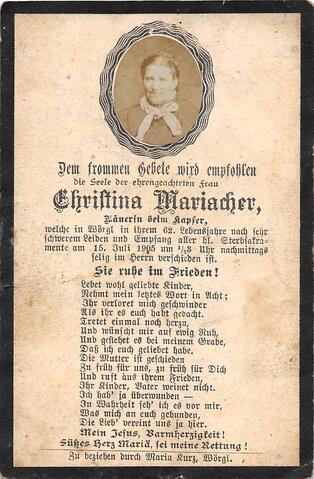 Dem frommen Gebete wird empfohlen
die Seele der ehrengeachteten Frau
Christina Mariacher,
Bäuerin beim Kapfer,
welche in Wörgl in ihrem 62. Lebensjahre nach sehr
schwerem Leiden und Empfang aller hl. Sterbsakra-
mente am 15. Juli 1905 um ½3 Uhr nachmittags
selig im Herrn verschieden ist.
Sie ruhe im Frieden!
Lebet wohl geliebte Kinder,
Nehmt mein letztes Wort in Acht;
Ihr verloret mich geschwinder
Als ihr es euch habt gedacht.
Tretet einmal noch herzu,
Und wünscht mir auf ewig Ruh,
Und gestehet es bei meinem Grabe,
Daß ich euch geliebet habe.
Die Mutter ist geschieden
Zu früh für uns, zu früh für Dich
Und ruft aus ihrem Frieden,
Ihr Kinder, Vater weinet nicht.
Ich hab' ja überwunden —
In Wahrheit seh' ich es vor mir,
Was mich an euch gebunden,
Die Lieb' vereint uns ja hier.
Mein Jesus, Barmherzigkeit!
Süßes Herz Mariä, sei meine Rettung!
Zu beziehen durch Maria Kurz, Wörgl.